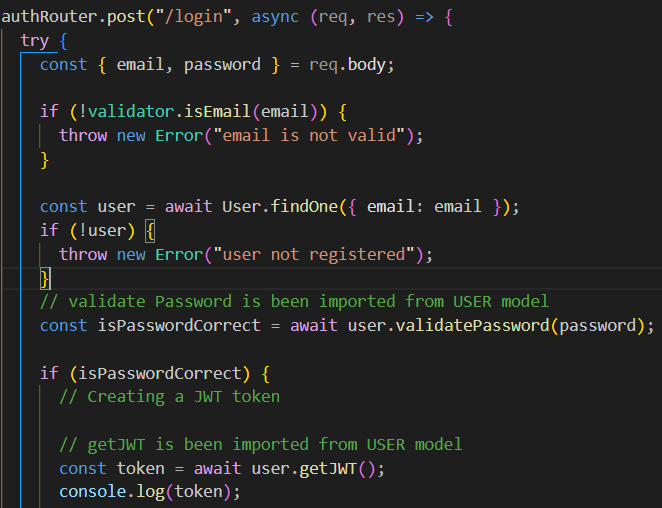 authRouter.post("/login", async (req, res) => {
  try {
    const { email, password } = req.body;

    if (!validator.isEmail(email)) {
      throw new Error("email is not valid");
    }

    const user = await User.findOne({ email: email });
    if (!user) {
      throw new Error("user not registered");
    }
    // validate Password is been imported from USER model
    const isPasswordCorrect = await user.validatePassword(password);

    if (isPasswordCorrect) {
      // Creating a JWT token

      // getJWT is been imported from USER model
      const token = await user.getJWT();
      console.log(token);